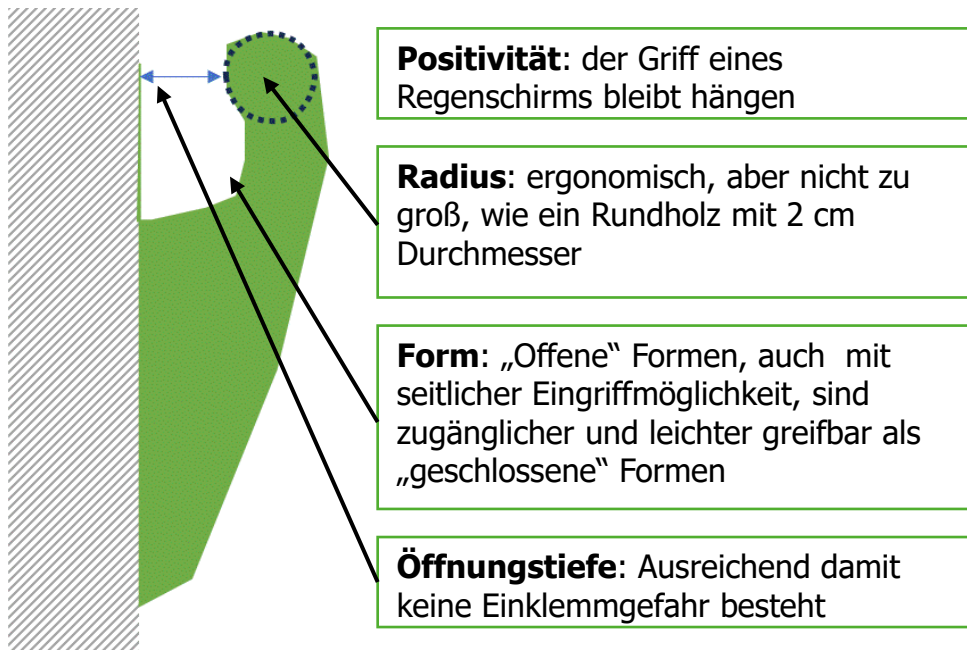 Positivität: der Griff eines
Regenschirms bleibt hängen
Radius: ergonomisch, aber nicht zu
groß, wie ein Rundholz mit 2 cm
Durchmesser
Form: „Offene“ Formen, auch  mit
seitlicher Eingriffmöglichkeit, sind
zugänglicher und leichter greifbar als
„geschlossene“ Formen
Öffnungstiefe: Ausreichend damit
keine Einklemmgefahr besteht